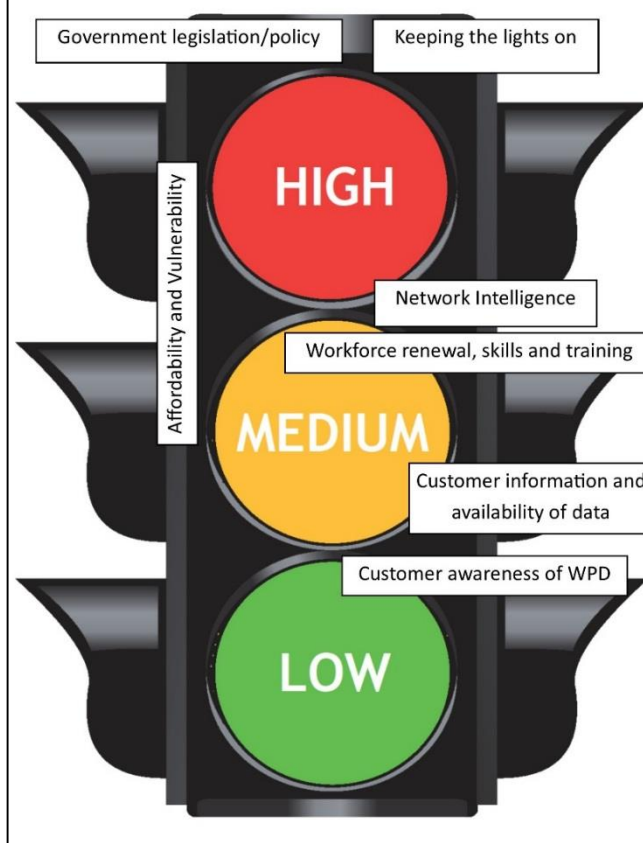 Government legislation/policy
Keeping the lights on
HIGH
Affordability and Vulnerability
Network Intelligence
Workforce renewal, skills and training
MEDIUM
Customer information and
availability of data
Customer awareness of WPD
LOW